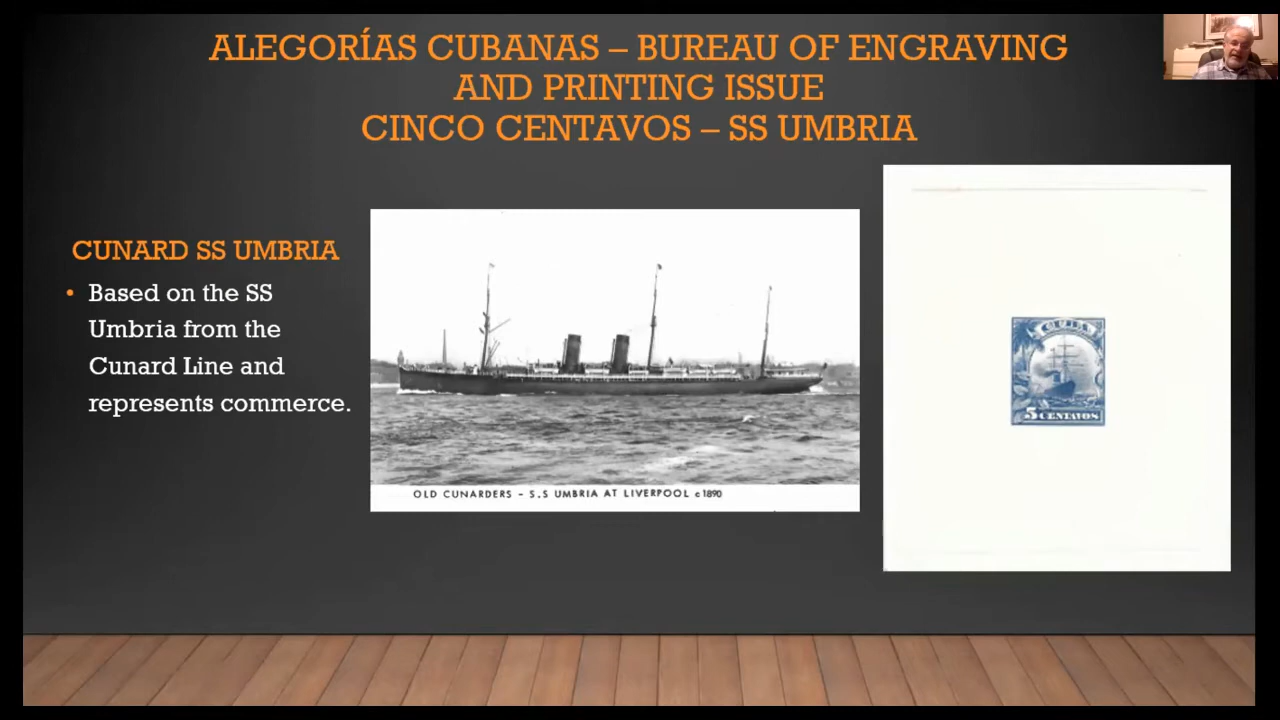 ALEGORÍAS CUBANAS – BUREAU OF ENGRAVING
AND PRINTING ISSUE
CINCO CENTAVOS – SS UMBRIA
CUNARD SS UMBRIA
• Based on the SS
Umbria from the
Cunard Line and
represents commerce.
OLD CUNARDERS - S.S UMBRIA AT LIVERPOOL c1890
CUBA
5 CENTAVOS